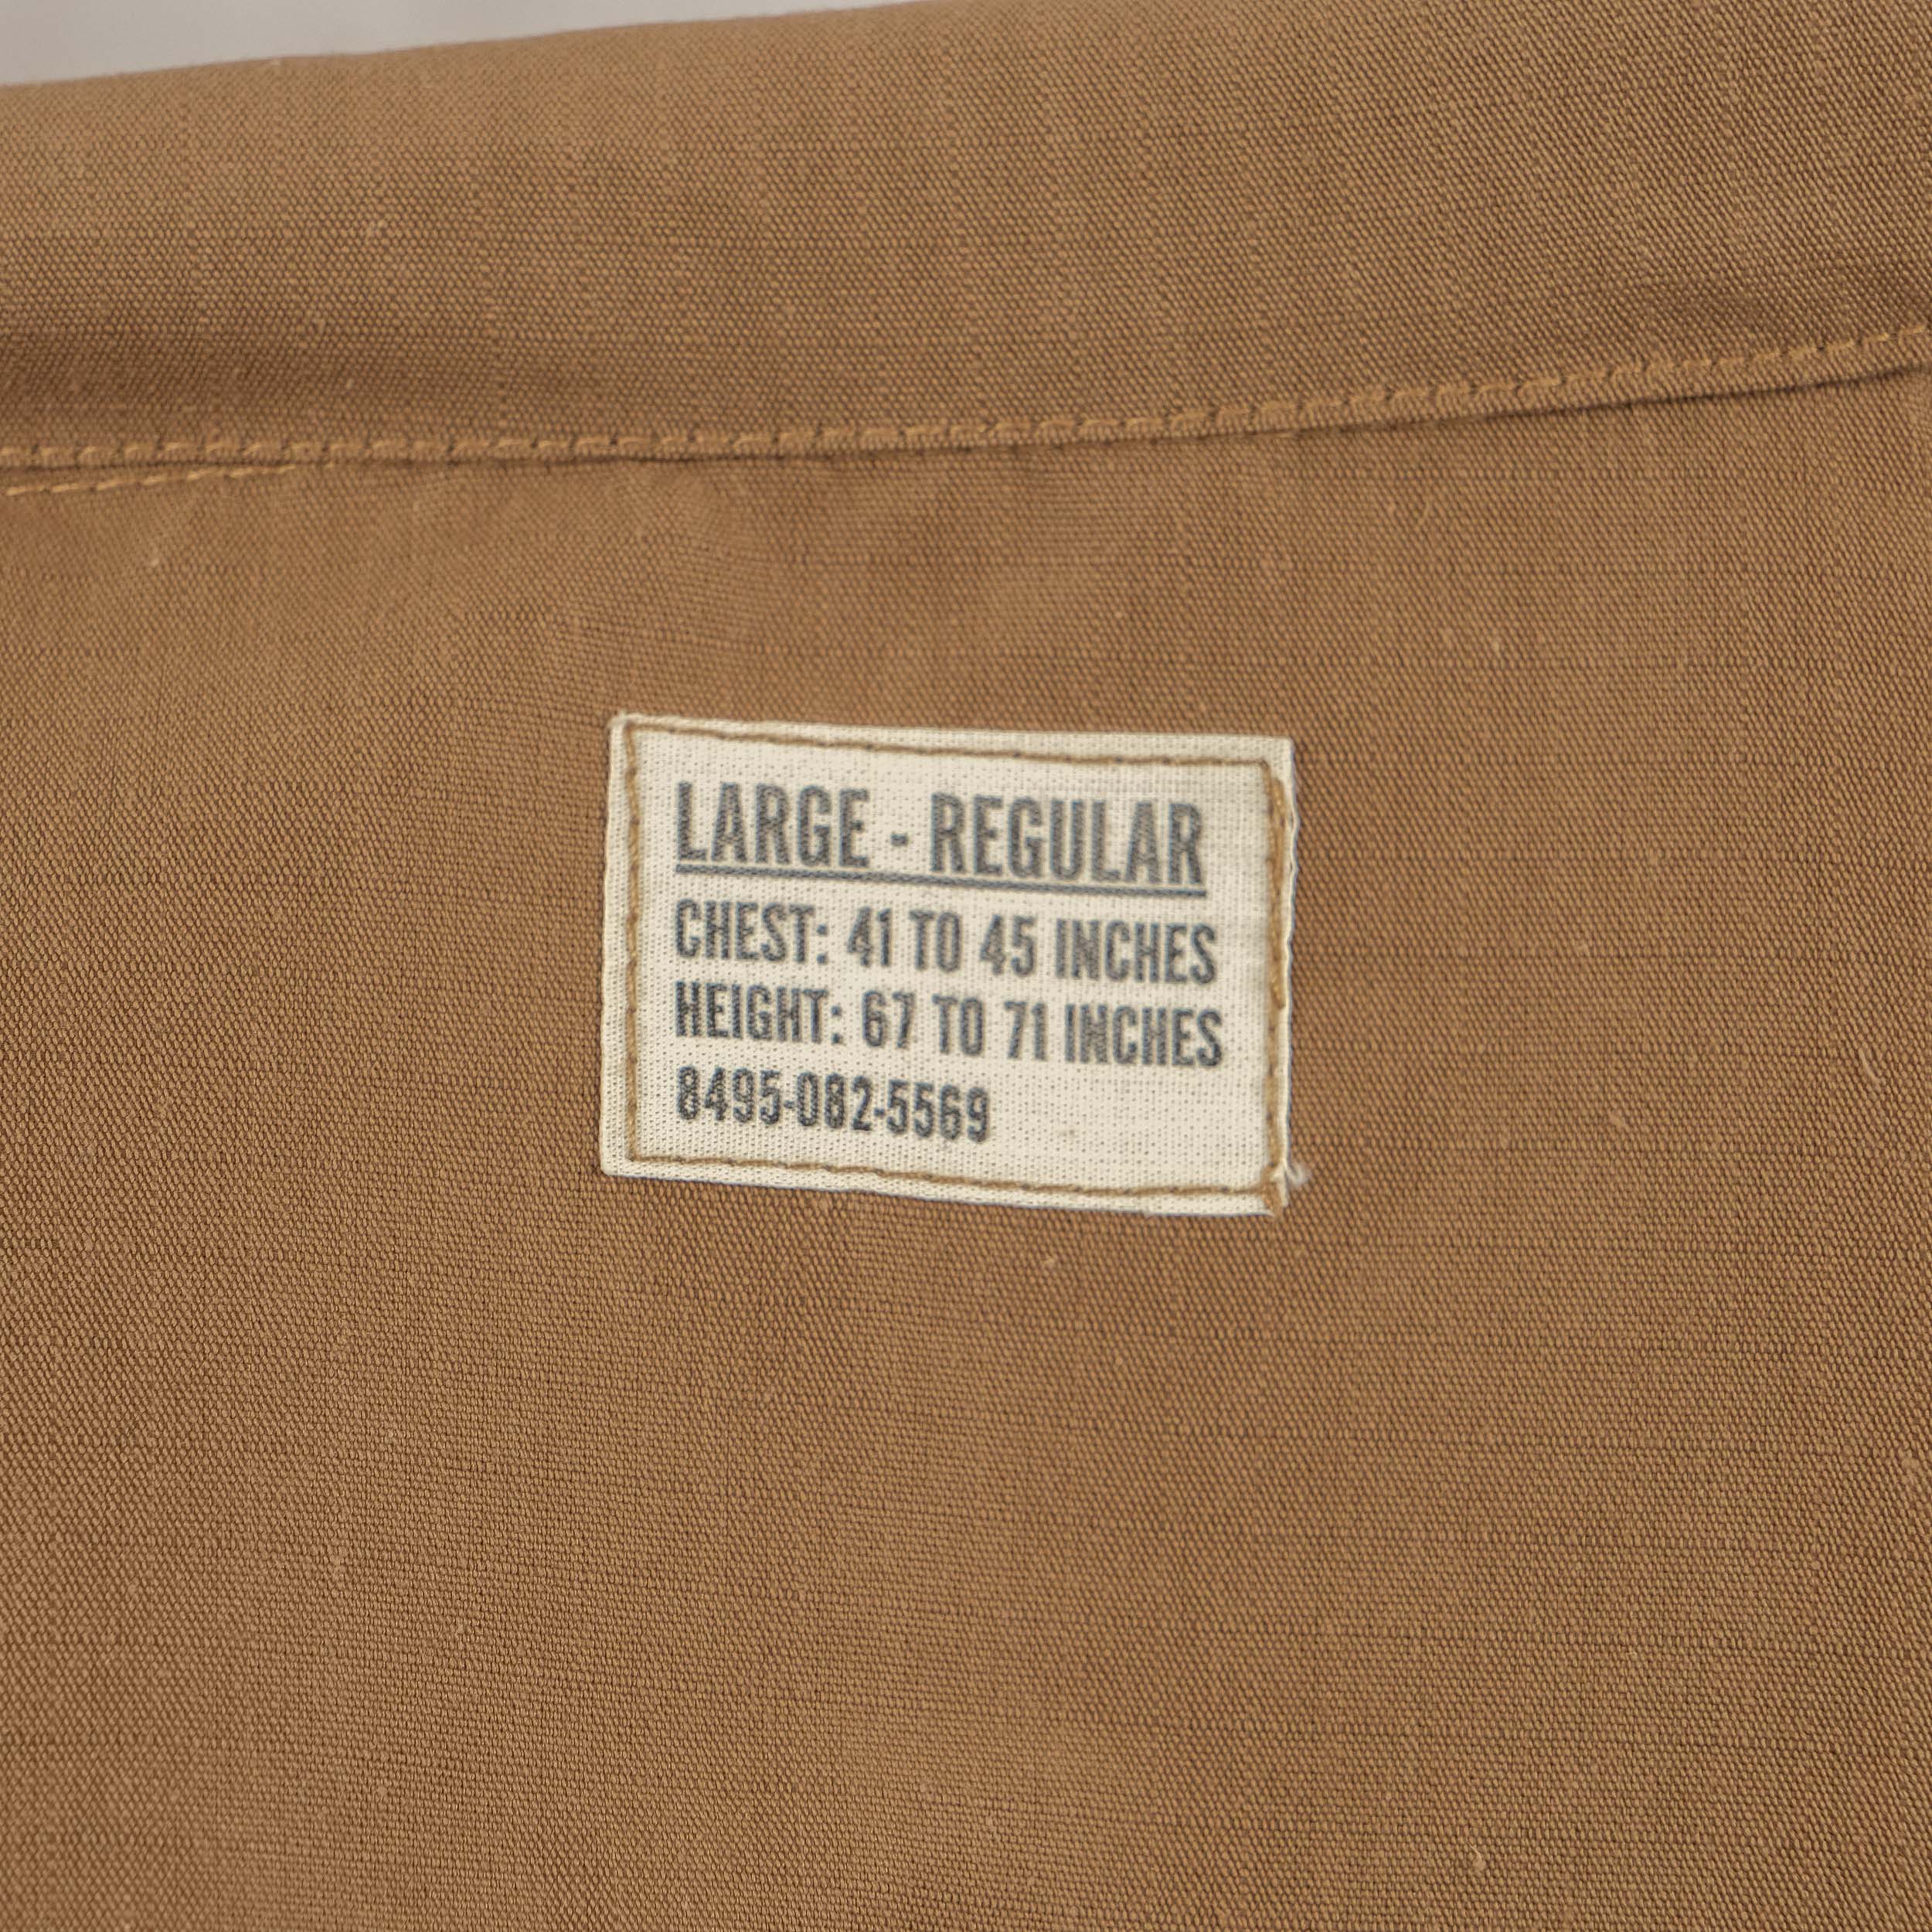 LARGE - REGULAR
CHEST: 41 TO 45 INCHES
HEIGHT: 67 TO 71 INCHES
8495-082-5569